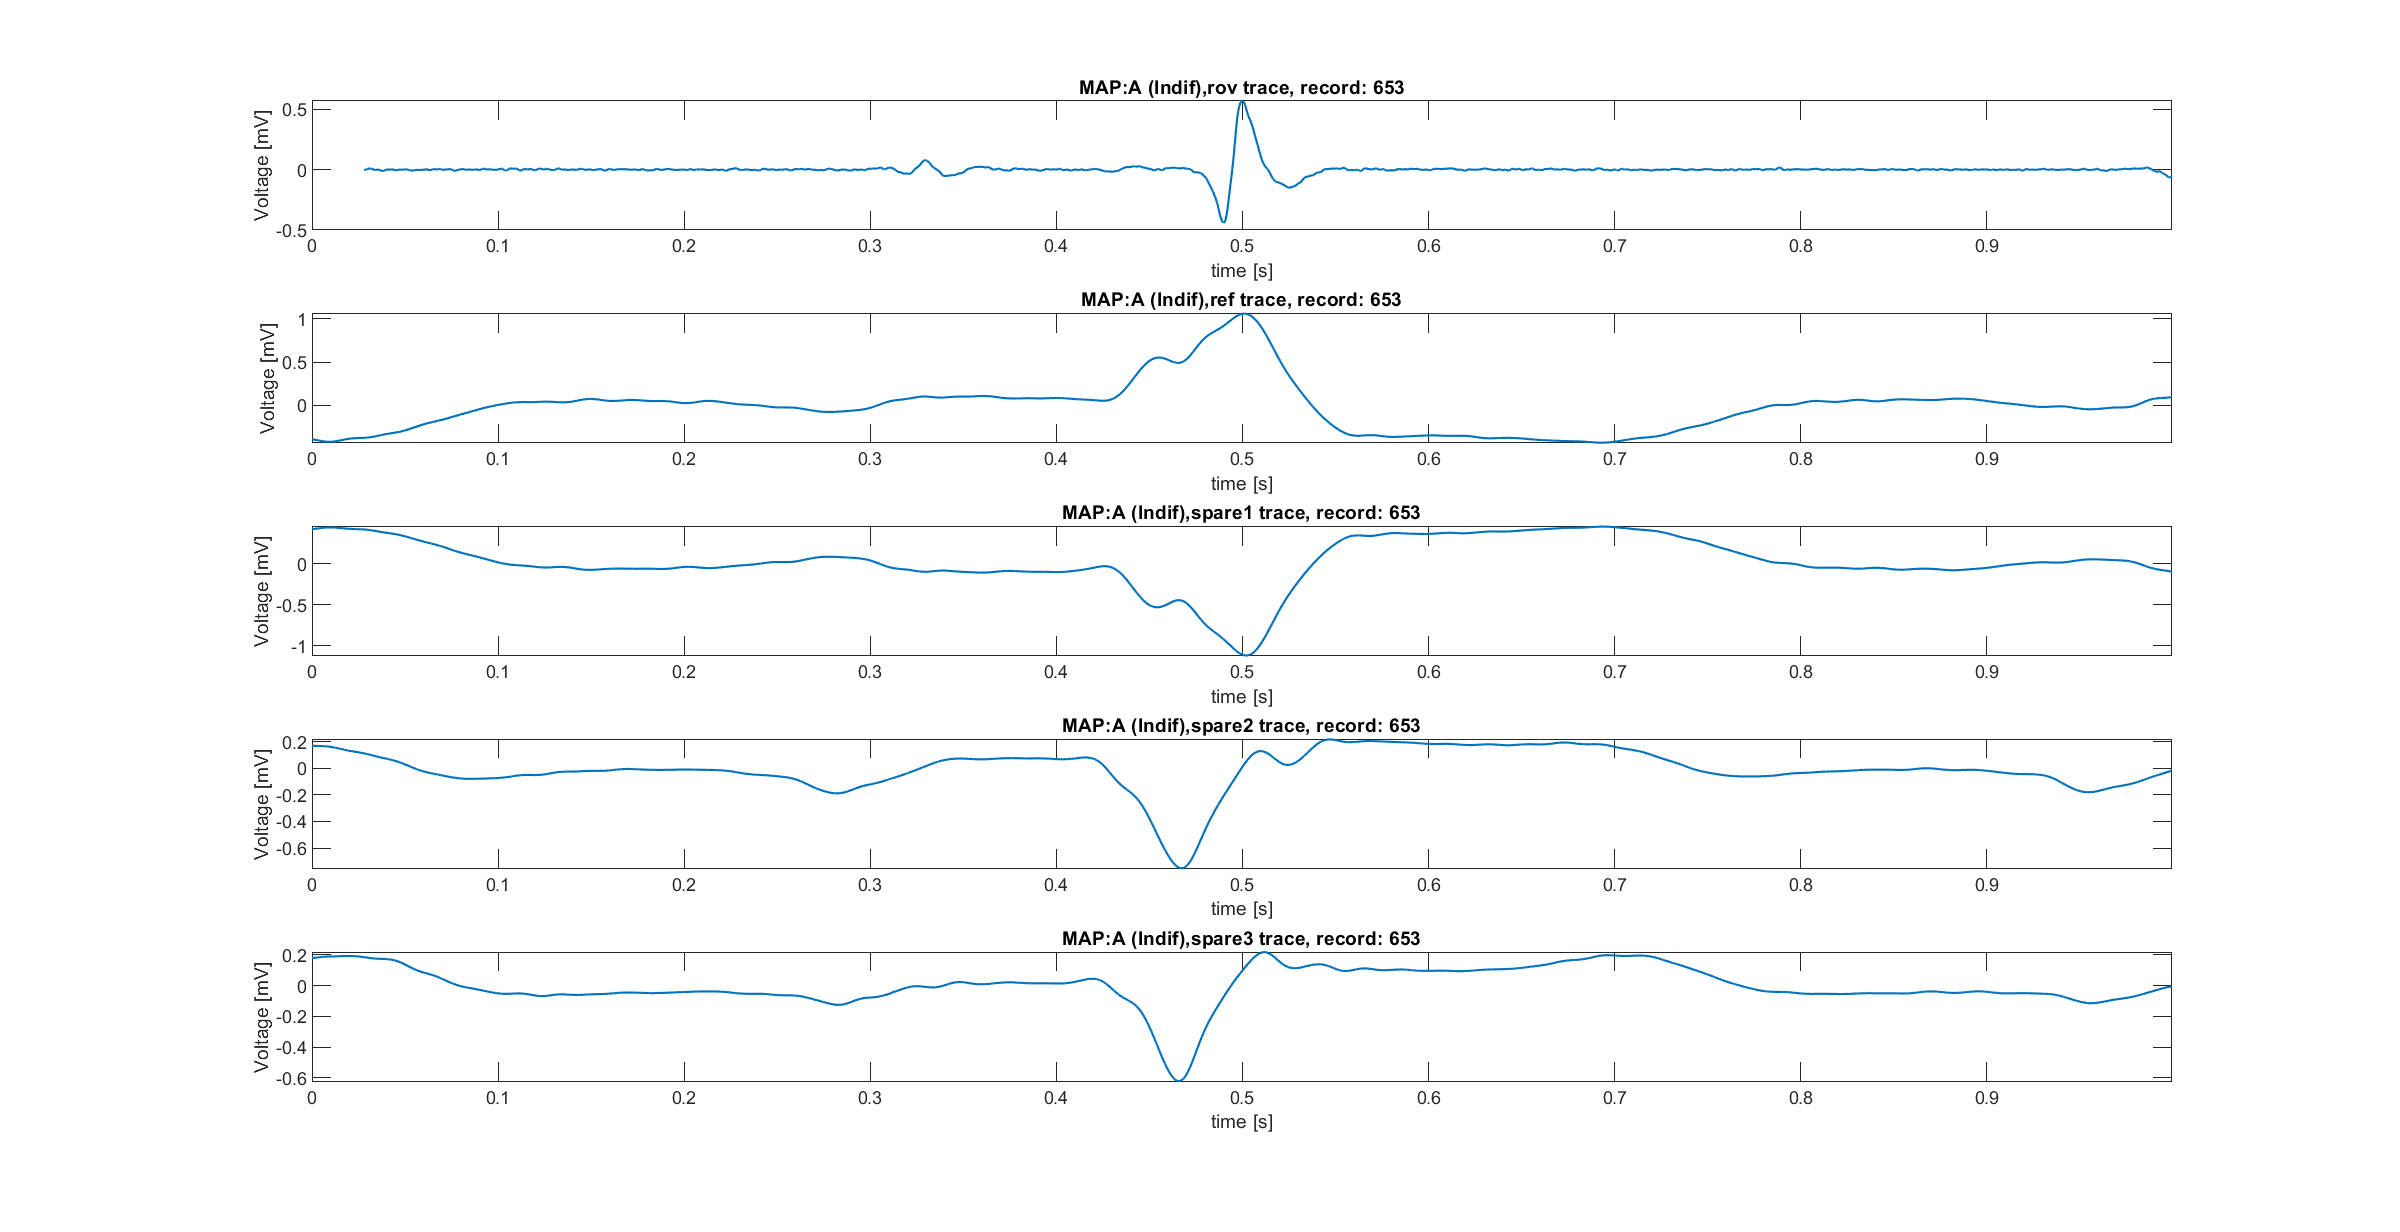 MAP:A (Indif),rov trace, record: 653
Voltage [mV]
0.5
0
-0.5
0 0.1 0.2 0.3 0.4 0.5 0.6 0.7 0.8 0.9
time [s]
MAP:A (Indif),ref trace, record: 653
Voltage [mV]
1
0.5
0
0 0.1 0.2 0.3 0.4 0.5 0.6 0.7 0.8 0.9
time [s]
MAP:A (Indif),spare1 trace, record: 653
Voltage [mV]
0
-0.5
-1
0 0.1 0.2 0.3 0.4 0.5 0.6 0.7 0.8 0.9
time [s]
MAP:A (Indif),spare2 trace, record: 653
Voltage [mV]
0.2
0
-0.2
-0.4
-0.6
0 0.1 0.2 0.3 0.4 0.5 0.6 0.7 0.8 0.9
time [s]
MAP:A (Indif),spare3 trace, record: 653
Voltage [mV]
0.2
0
-0.2
-0.4
-0.6
0 0.1 0.2 0.3 0.4 0.5 0.6 0.7 0.8 0.9
time [s]